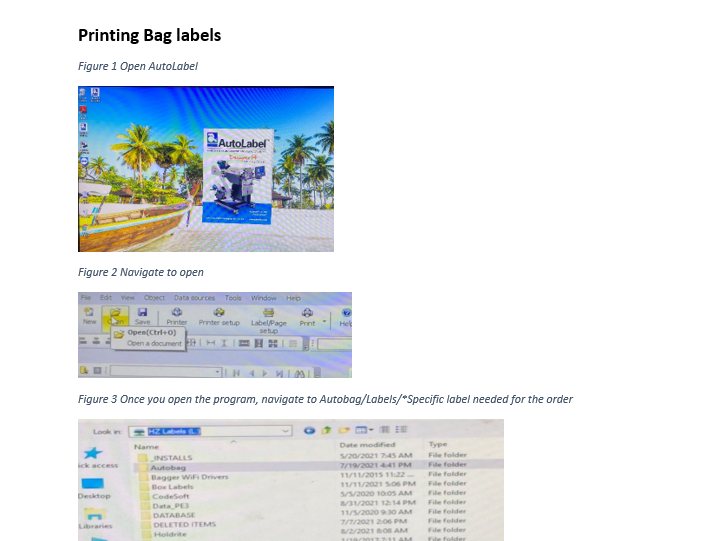 Printing Bag labels
Figure 1 Open AutoLabel
AutoLabel
Figure 2 Navigate to open
File Edit View Object Data sources Tools Window Help
New Open Save Printer Printer setup Label/Page setup Print Help
Open(Ctrl+O)
Open a document
Figure 3 Once you open the program, navigate to Autobag/Labels/*Specific label needed for the order
Look in: HZ Labels
Name Date modified Type
_INSTALLS 5/20/2021 7:45 AM File folder
Autobag 7/19/2021 4:41 PM File folder
Bagger WiFi Drivers 11/11/2015 11:22 ... File folder
Box Labels 11/11/2021 5:06 PM File folder
CodeSoft 5/5/2020 10:05 AM File folder
Data_PE3 8/31/2021 12:14 PM File folder
DATABASE 11/5/2020 9:30 AM File folder
DELETED ITEMS 7/7/2021 2:06 PM File folder
Holdrite 6/2/2021 8:08 AM File folder
ick access
Desktop
Libraries